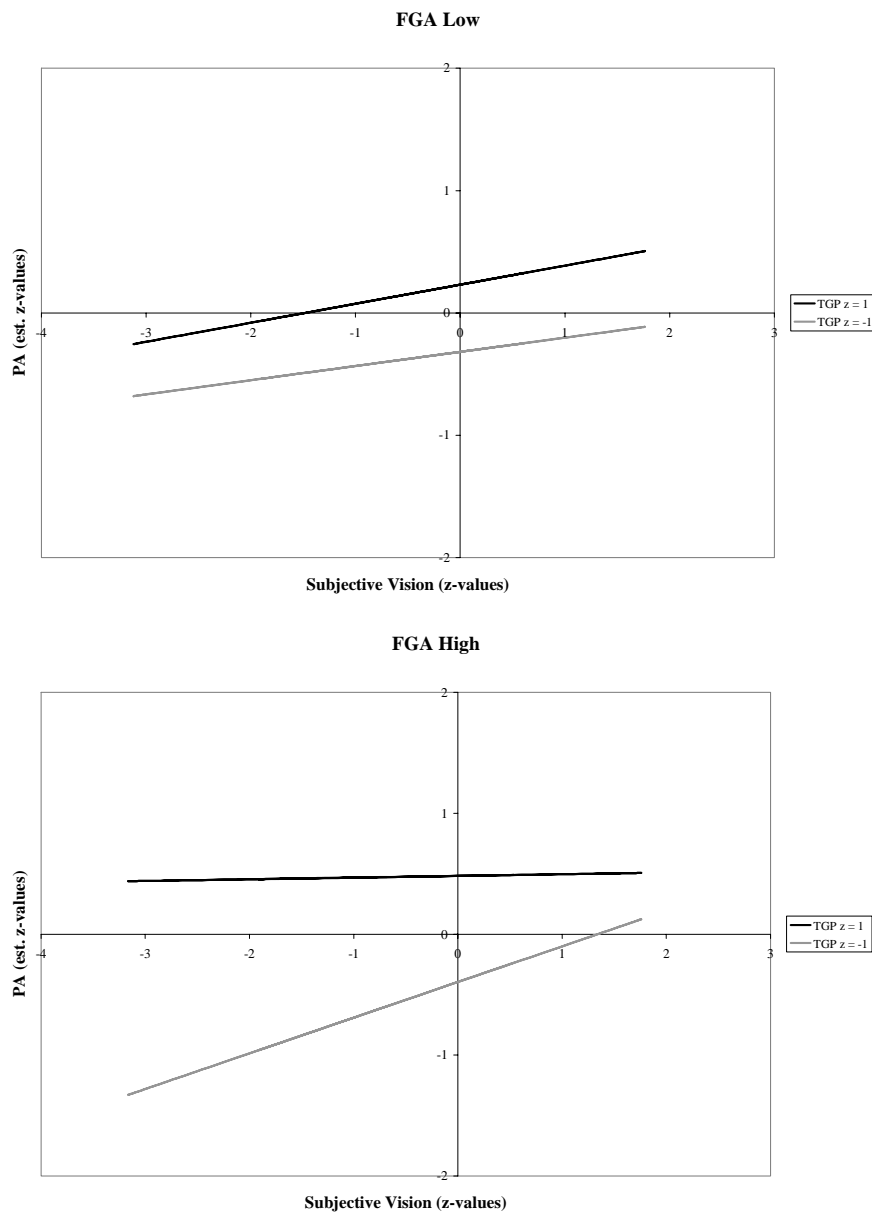 FGA Low
2
1
-4
-3
-2
-1
0
1
2
3
-1
-2
PA (est. z-values)
TGP z = 1
TGP z = -1
Subjective Vision (z-values)
FGA High
2
1
0
-4
-3
-2
-1
0
1
2
3
-1
-2
PA (est. z-values)
TGP z = 1
TGP z = -1
Subjective Vision (z-values)